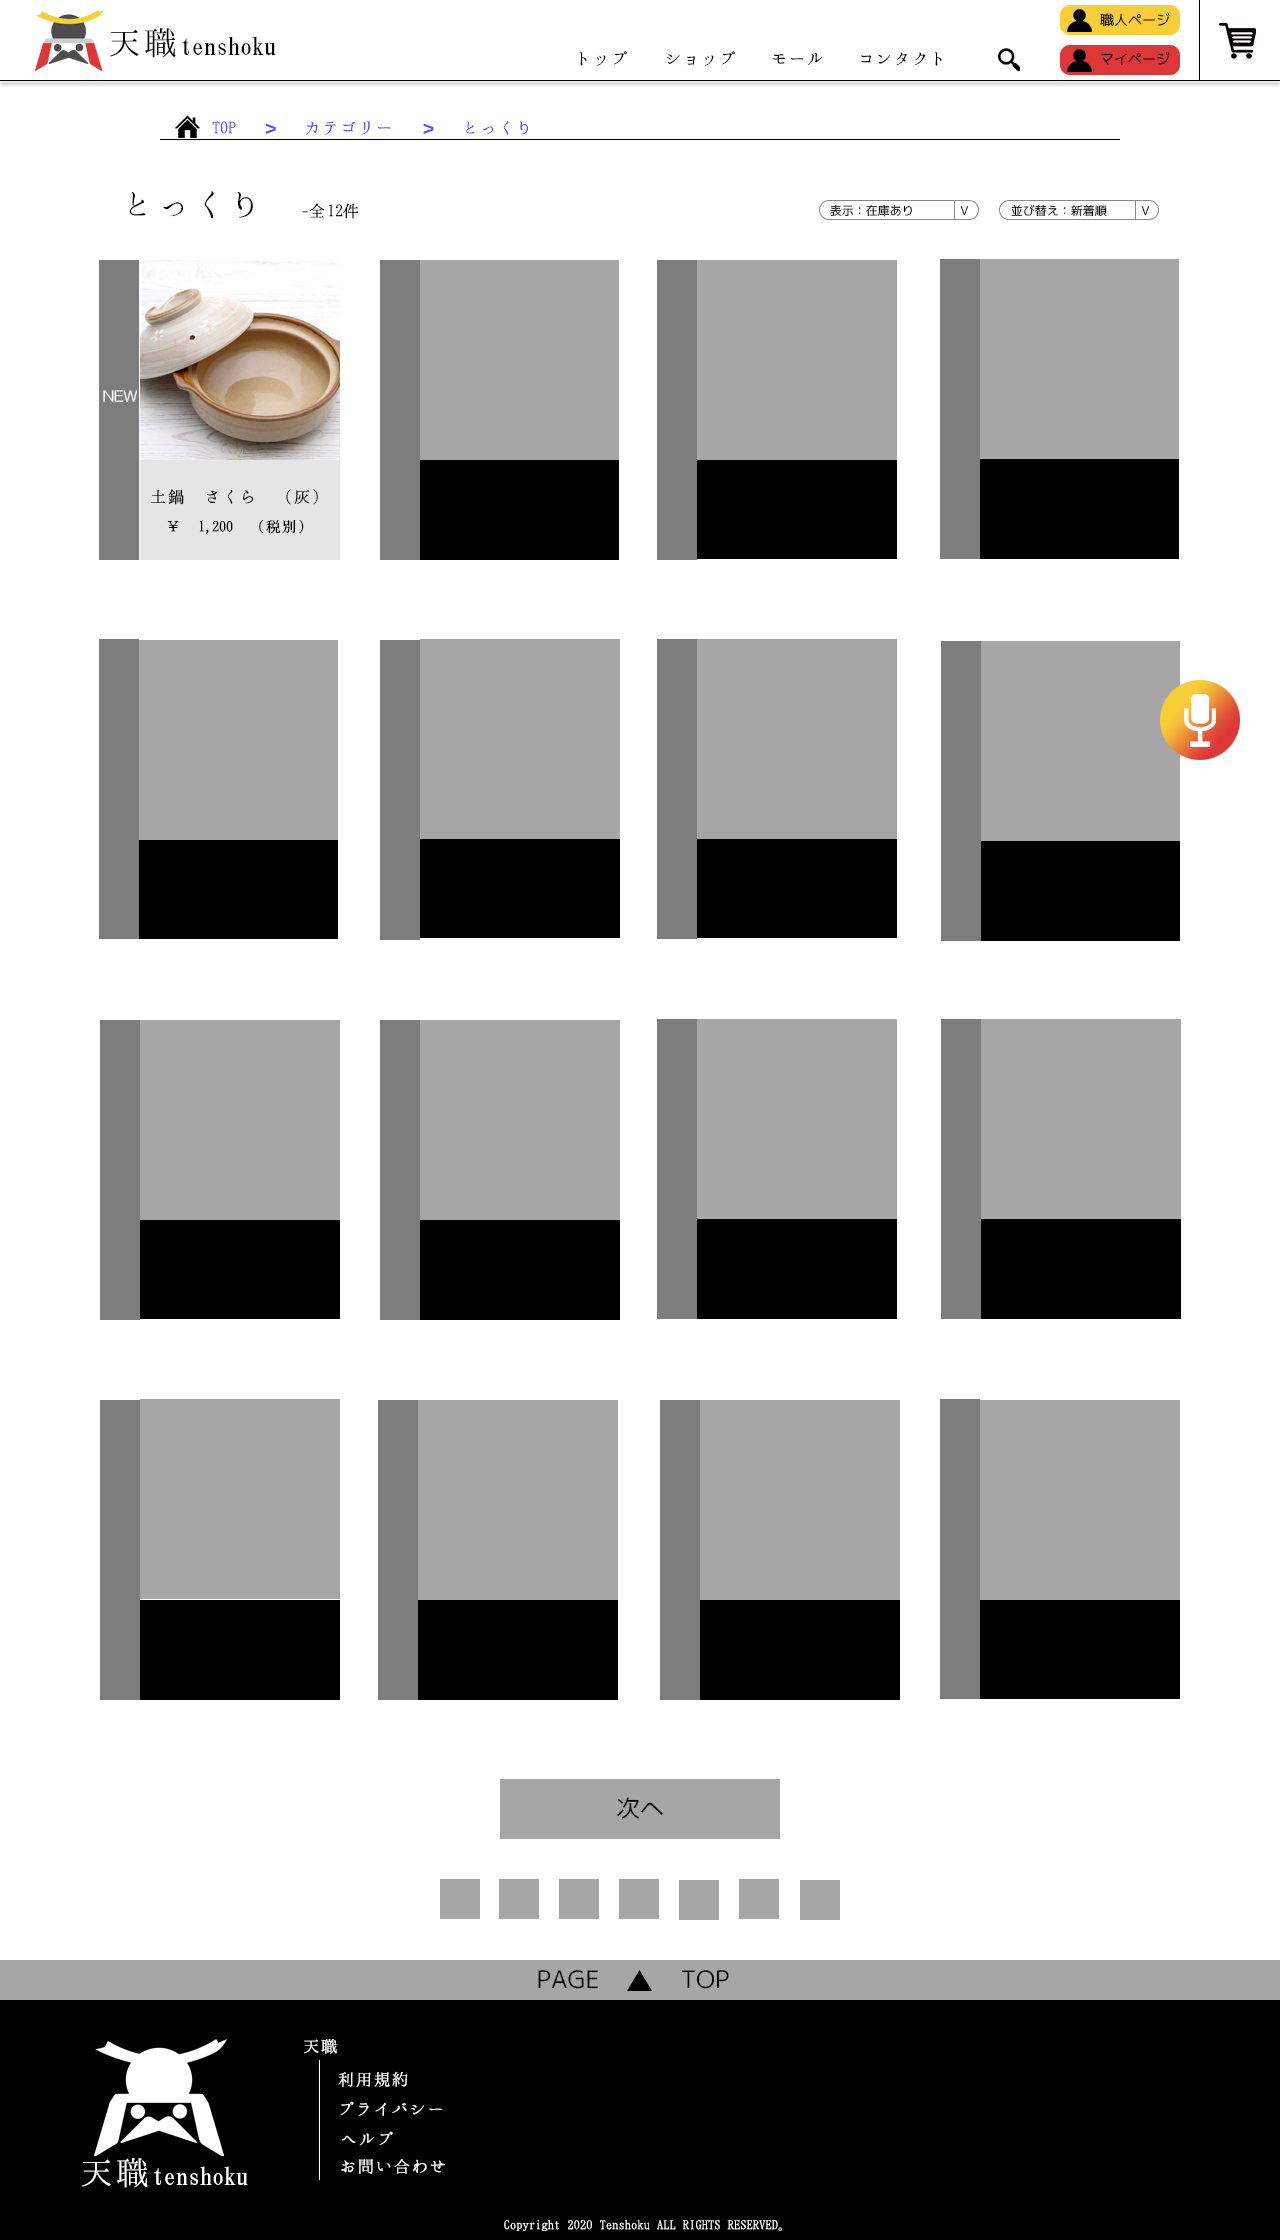 天職 tenshoku
トップ ショップ モール コンタクト
職人ページ
マイページ
TOP > カテゴリー > とっくり
とっくり -全12件
表示：在庫あり V
並び替え：新着順 V
NEW
土鍋 さくら （灰）
¥ 1,200 （税別）
次へ
PAGE ▲ TOP
天職 tenshoku
天職
利用規約
プライバシー
ヘルプ
お問い合わせ
Copyright 2020 Tenshoku ALL RIGHTS RESERVED。